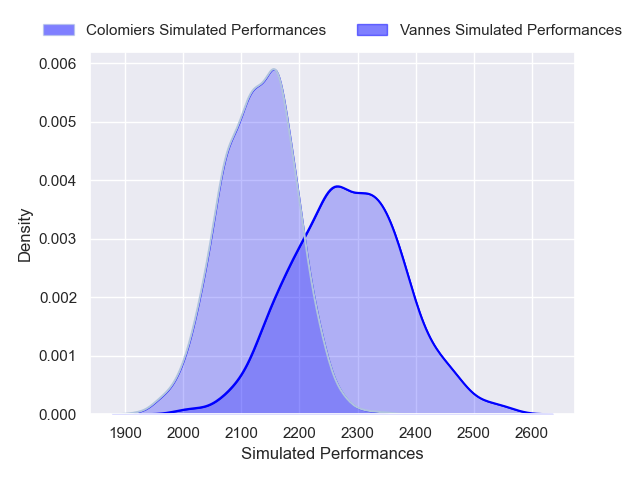 Colomiers Simulated Performances
Vannes Simulated Performances
0.006
0.005
0.004
0.003
0.002
0.001
0.000
Density
1900 2000 2100 2200 2300 2400 2500 2600
Simulated Performances